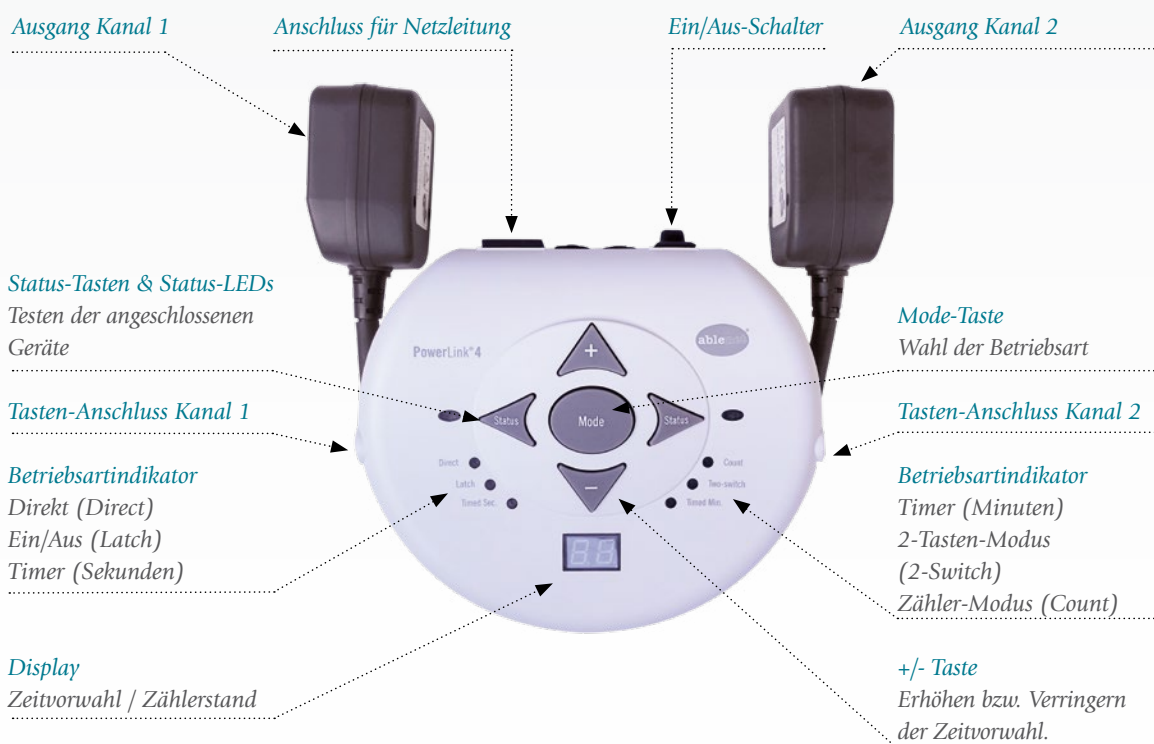 Ausgang Kanal 1
Anschluss für Netzleitung
Ein/Aus-Schalter
Ausgang Kanal 2
Status-Tasten & Status-LEDs
Testen der angeschlossenen
Geräte
Mode-Taste
Wahl der Betriebsart
Tasten-Anschluss Kanal 1
Tasten-Anschluss Kanal 2
Betriebsartindikator
Direkt (Direct)
Ein/Aus (Latch)
Timer (Sekunden)
Betriebsartindikator
Timer (Minuten)
2-Tasten-Modus
(2-Switch)
Zähler-Modus (Count)
Display
Zeitvorwahl / Zählerstand
+/- Taste
Erhöhen bzw. Verringern
der Zeitvorwahl.
PowerLink®4
able
+
Status
Mode
Status
−
Direct
Latch
Timed Sec.
Count
Two-switch
Timed Min.
88